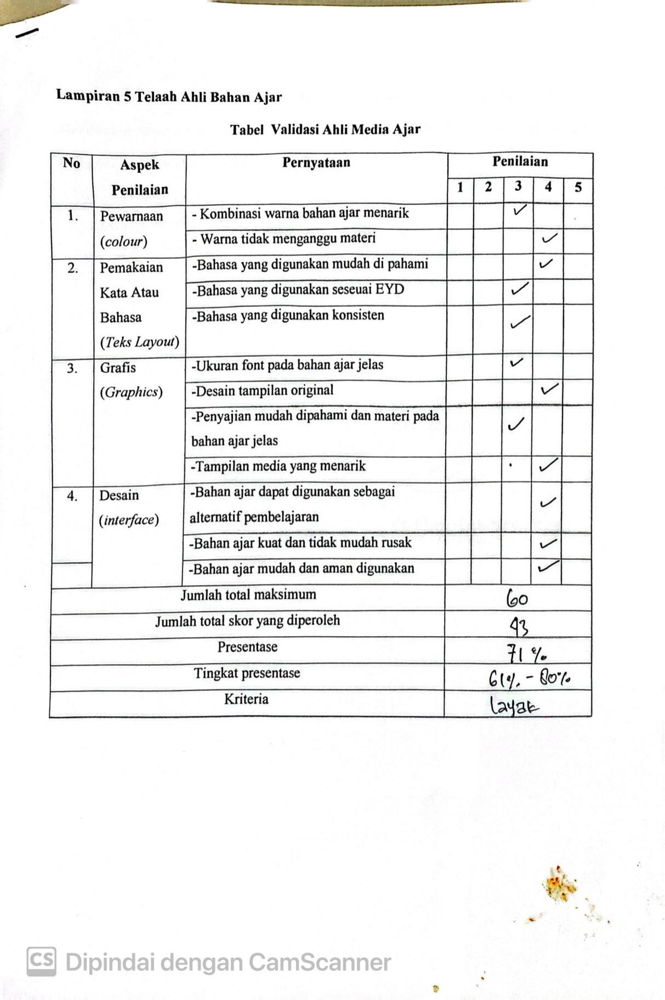 Lampiran 5 Telaah Ahli Bahan Ajar
Tabel Validasi Ahli Media Ajar
No Aspek Penilaian Pernyataan Penilaian
1 2 3 4 5
1. Pewarnaan (colour) - Kombinasi warna bahan ajar menarik ✓
- Warna tidak menganggu materi ✓
2. Pemakaian Kata Atau Bahasa (Teks Layout) -Bahasa yang digunakan mudah di pahami ✓
-Bahasa yang digunakan seseuai EYD ✓
-Bahasa yang digunakan konsisten ✓
3. Grafis (Graphics) -Ukuran font pada bahan ajar jelas ✓
-Desain tampilan original ✓
-Penyajian mudah dipahami dan materi pada
bahan ajar jelas ✓
-Tampilan media yang menarik ✓
4. Desain (interface) -Bahan ajar dapat digunakan sebagai
alternatif pembelajaran ✓
-Bahan ajar kuat dan tidak mudah rusak ✓
-Bahan ajar mudah dan aman digunakan ✓
Jumlah total maksimum 60
Jumlah total skor yang diperoleh 43
Presentase 71 %
Tingkat presentase 61% - 80%
Kriteria layak
CS Dipindai dengan CamScanner